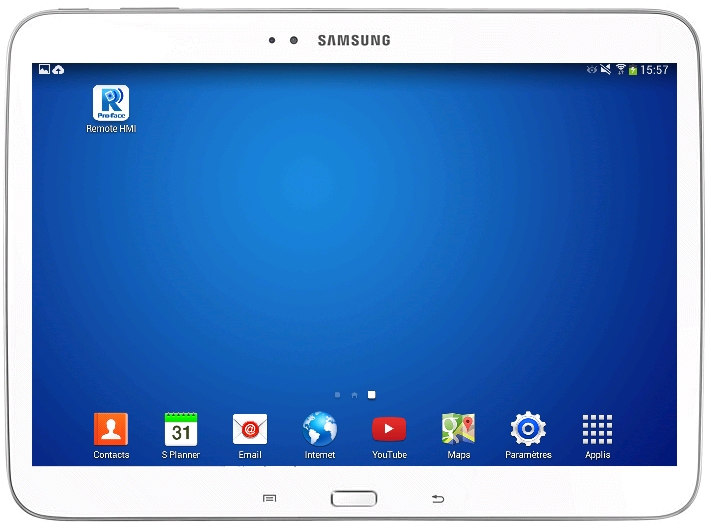 SAMSUNG
15:57
R
Pro-face
Remote HMI
31
@
Contacts
S Planner
Email
Internet
YouTube
Maps
Paramètres
Applis